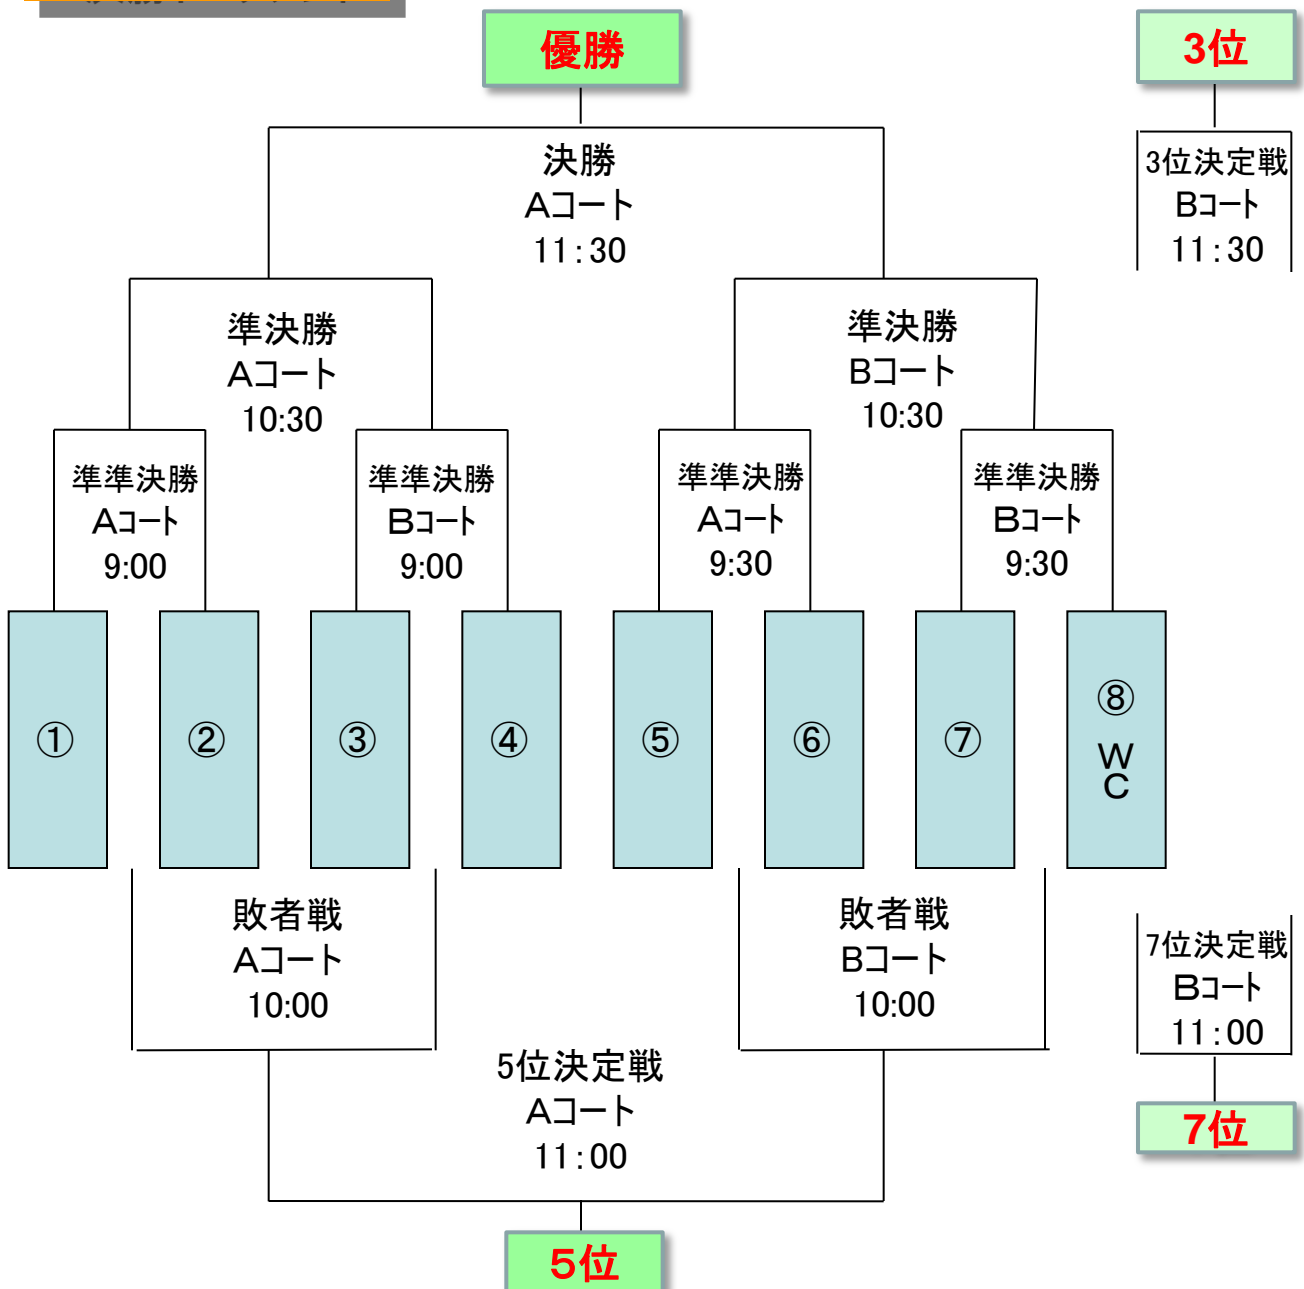 優勝
3位
決勝
Aコート
11:30
3位決定戦
Bコート
11:30
準決勝
Aコート
10:30
準決勝
Bコート
10:30
準準決勝
Aコート
9:00
準準決勝
Bコート
9:00
準準決勝
Aコート
9:30
準準決勝
Bコート
9:30
①
②
③
④
⑤
⑥
⑦
⑧
W
C
敗者戦
Aコート
10:00
敗者戦
Bコート
10:00
7位決定戦
Bコート
11:00
5位決定戦
Aコート
11:00
7位
5位